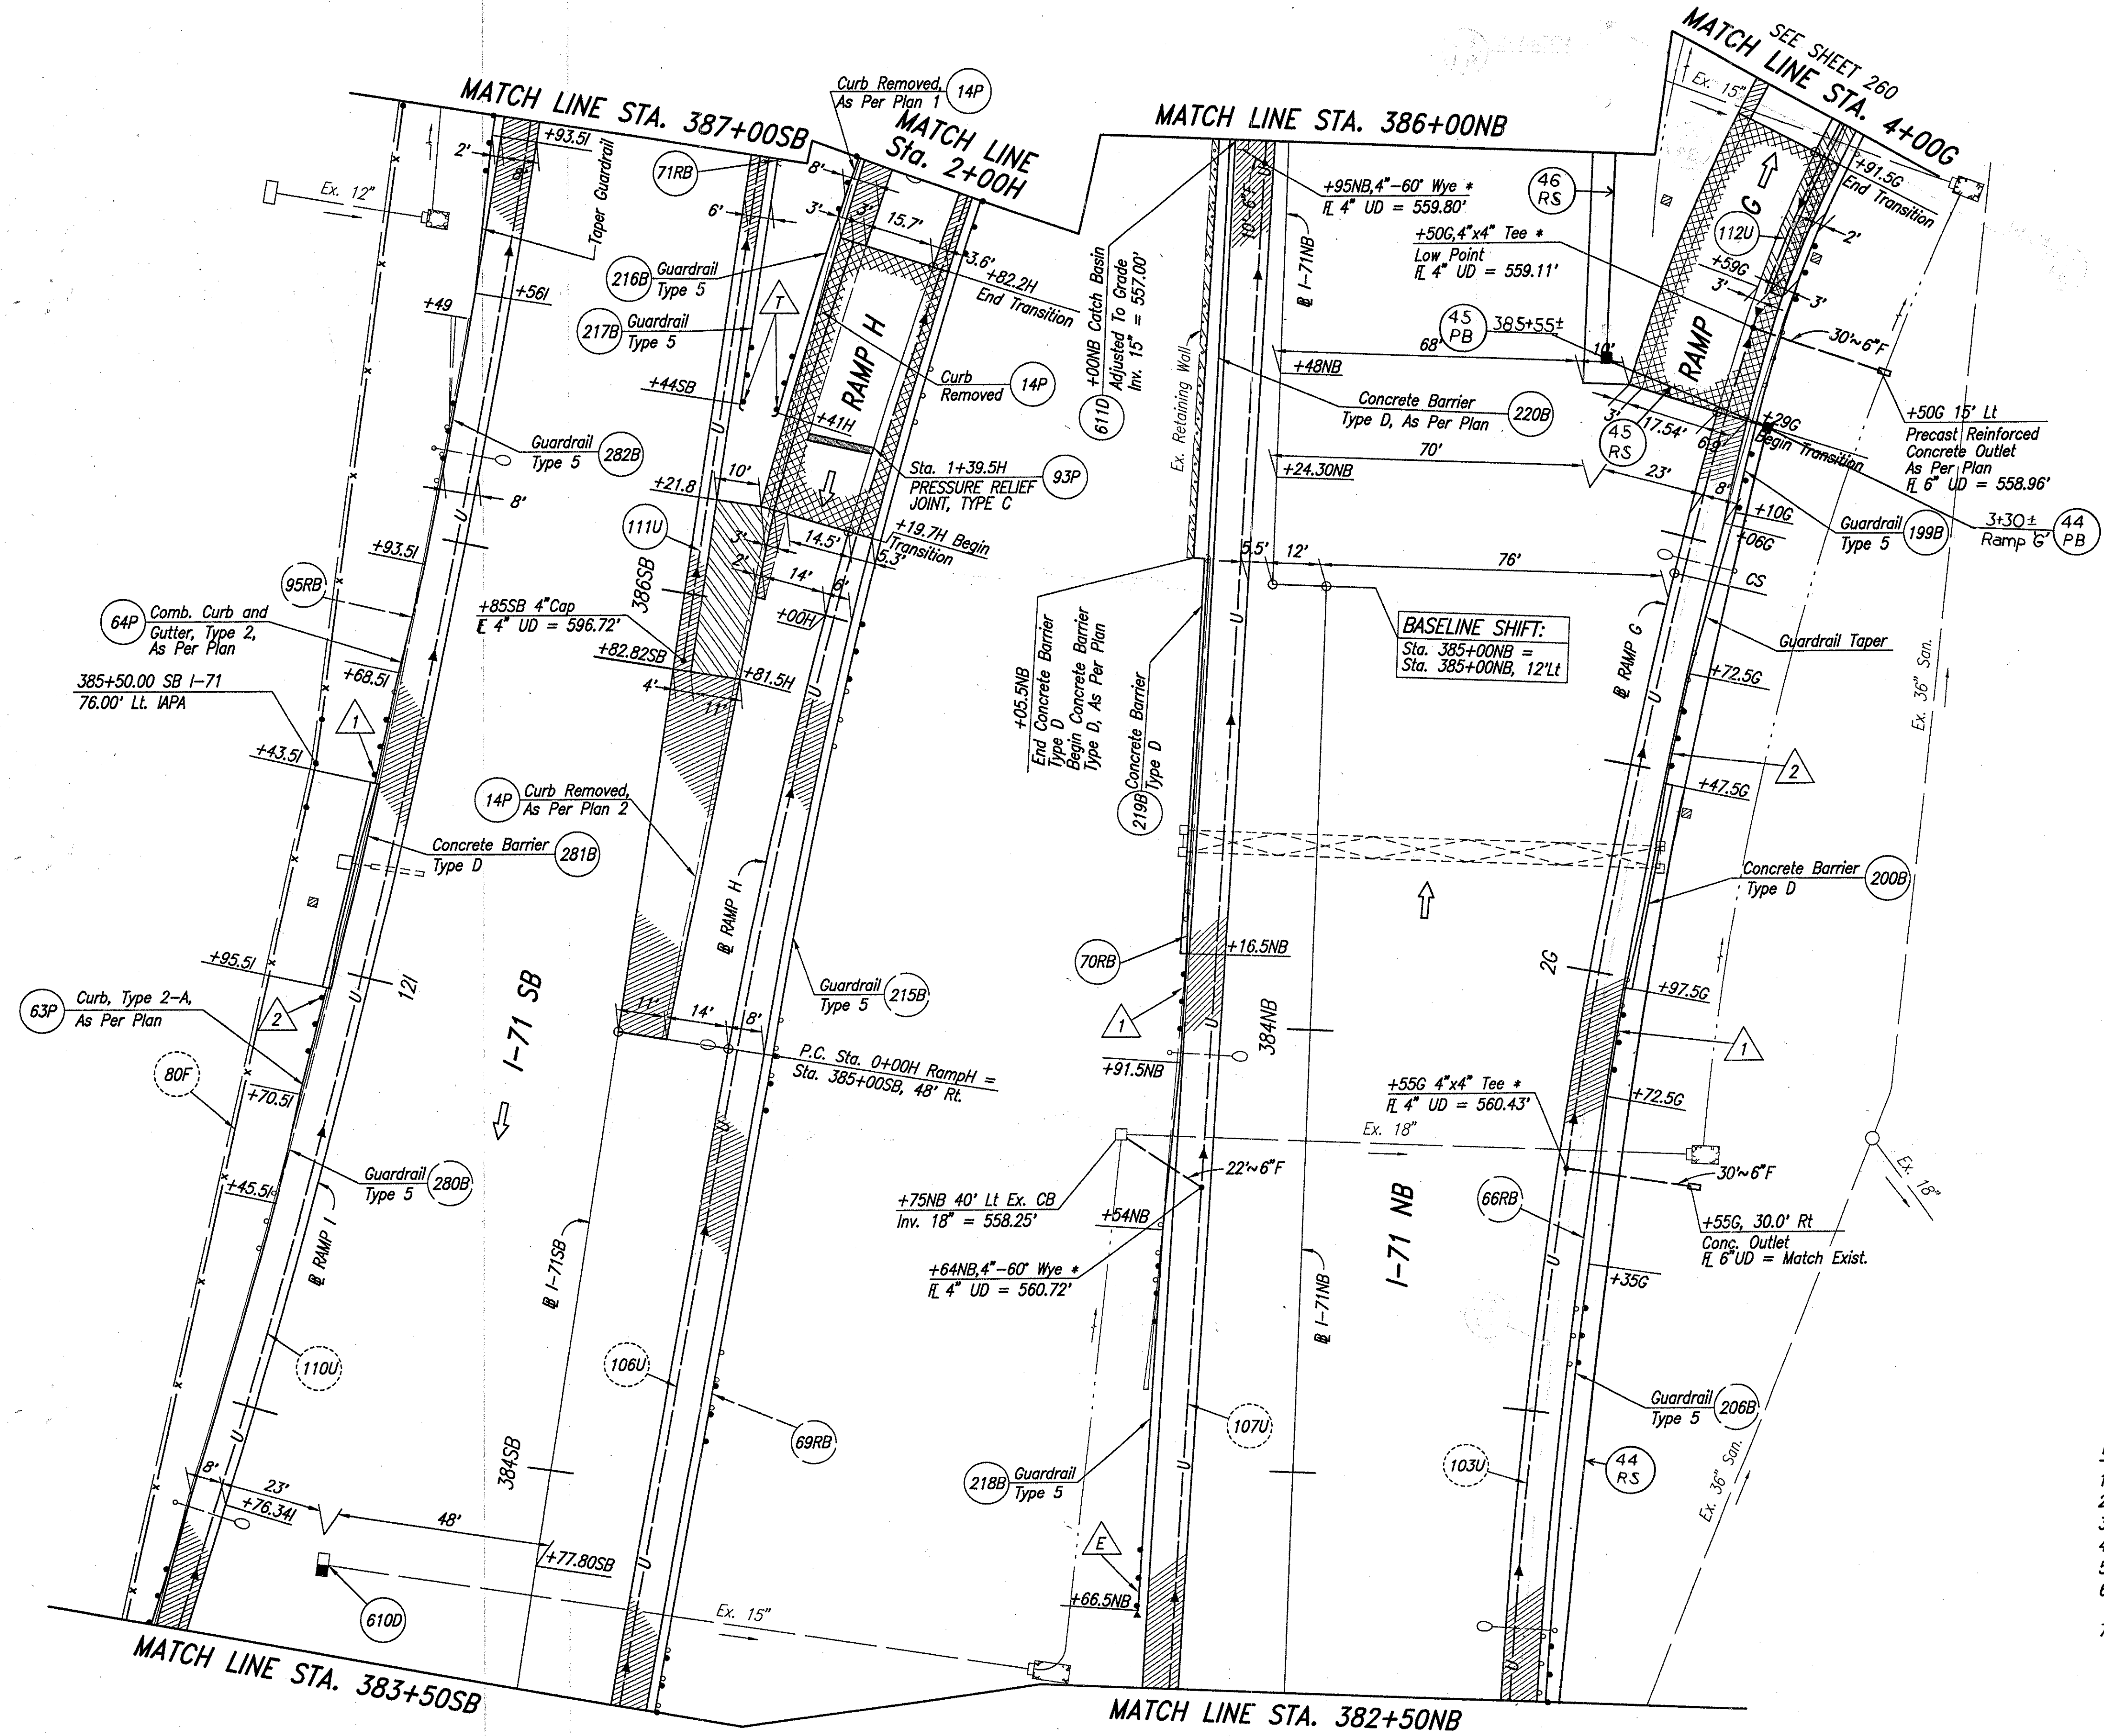 MATCH LINE STA. 387+00SB
Curb Removed,
As Per Plan 1
14P
MATCH LINE
Sta. 2+00H
MATCH LINE STA. 386+00NB
SEE SHEET 260
MATCH LINE STA. 4+00G
Ex. 12"
2'
+93.5I
8'
Taper Guardrail
+56I
+49
Guardrail
Type 5
282B
8'
+93.5I
95RB
64P
Comb. Curb and
Gutter, Type 2,
As Per Plan
+68.5I
385+50.00 SB I-71
76.00' Lt. IAPA
1
+43.5I
Concrete Barrier
Type D
281B
+95.5I
12I
63P
Curb, Type 2-A,
As Per Plan
2
80F
+70.5I
Guardrail
Type 5
280B
+45.5I
℄ RAMP I
110U
8'
23'
+76.34I
48'
+77.80SB
610D
Ex. 15"
MATCH LINE STA. 383+50SB
I-71 SB
℄ I-71SB
384SB
71RB
6'
8'
3'
3'
15.7'
3.6'
+82.2H
End Transition
216B
Guardrail
Type 5
217B
Guardrail
Type 5
T
RAMP H
+44SB
+41H
Curb
Removed
14P
10'
+21.8
Sta. 1+39.5H
PRESSURE RELIEF
JOINT, TYPE C
93P
111U
3'
14.5'
+19.7H Begin
Transition
5.3'
2'
14'
6'
+00H
386SB
+85SB 4"Cap
℄ 4" UD = 596.72'
+82.82SB
+81.5H
4'
11'
14P
Curb Removed,
As Per Plan 2
℄ RAMP H
Guardrail
Type 5
215B
11'
14'
8'
P.C. Sta. 0+00H RampH =
Sta. 385+00SB, 48' Rt.
106U
69RB
611D
+00NB Catch Basin
Adjusted To Grade
Inv. 15" = 557.00'
10~6"F
℄ I-71NB
+95NB,4"-60° Wye *
℄ 4" UD = 559.80'
46
RS
+50G,4"x4" Tee *
Low Point
℄ 4" UD = 559.11'
45
PB
385+55±
68'
10'
+48NB
Ex. Retaining Wall
Concrete Barrier
Type D, As Per Plan
220B
70'
+24.30NB
23'
8'
5.5'
12'
76'
BASELINE SHIFT:
Sta. 385+00NB =
Sta. 385+00NB, 12'Lt
+05.5NB
End Concrete Barrier
Type D
Begin Concrete Barrier
Type D, As Per Plan
219B
Concrete Barrier
Type D
70RB
+16.5NB
1
+91.5NB
384NB
Ex. 18"
22'~6"F
+75NB 40' Lt Ex. CB
Inv. 18" = 558.25'
+54NB
+64NB,4"-60° Wye *
℄ 4" UD = 560.72'
℄ I-71NB
I-71 NB
107U
218B
Guardrail
Type 5
E
+66.5NB
MATCH LINE STA. 382+50NB
Ex. 15"
RAMP G
112U
+91.5G
End Transition
2'
+59G
3'
3'
30'~6"F
3'
17.54'
6.9'
45
RS
+29G
Begin Transition
+50G 15' Lt
Precast Reinforced
Concrete Outlet
As Per Plan
℄ 6" UD = 558.96'
+10G
+06G
Guardrail
Type 5
199B
3+30±
Ramp G
44
PB
CS
℄ RAMP G
Guardrail Taper
+72.5G
2
+47.5G
Concrete Barrier
Type D
200B
2G
+97.5G
1
+55G 4"x4" Tee *
℄ 4" UD = 560.43'
+72.5G
66RB
30'~6"F
+55G, 30.0' Rt
Conc. Outlet
℄ 6"UD = Match Exist.
+35G
Guardrail
Type 5
206B
103U
44
RS
Ex. 36" San.
Ex. 18"
Ex. 36" San.
U